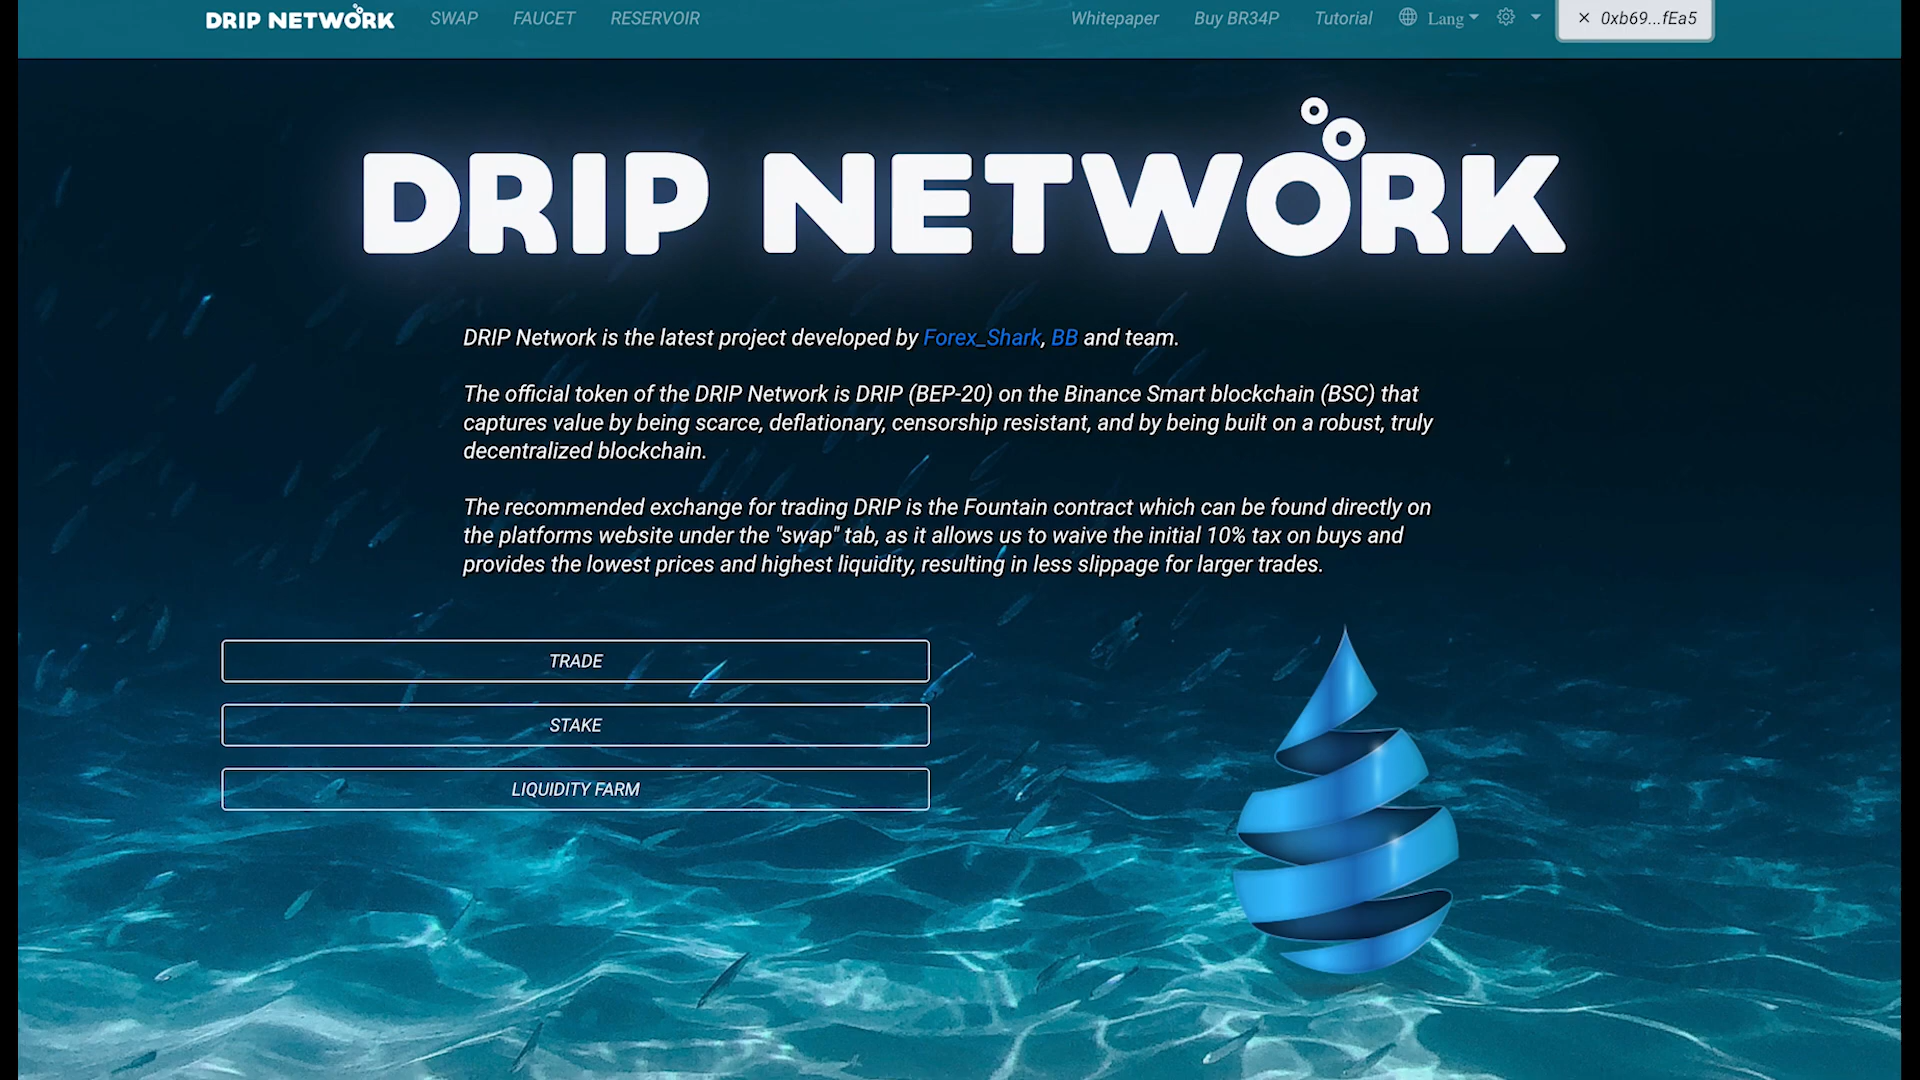 DRIP NETWORK SWAP FAUCET RESERVOIR Whitepaper Buy BR34P Tutorial Lang × 0xb69...fEa5
DRIP NETWORK
DRIP Network is the latest project developed by Forex_Shark, BB and team.
The official token of the DRIP Network is DRIP (BEP-20) on the Binance Smart blockchain (BSC) that
captures value by being scarce, deflationary, censorship resistant, and by being built on a robust, truly
decentralized blockchain.
The recommended exchange for trading DRIP is the Fountain contract which can be found directly on
the platforms website under the "swap" tab, as it allows us to waive the initial 10% tax on buys and
provides the lowest prices and highest liquidity, resulting in less slippage for larger trades.
TRADE
STAKE
LIQUIDITY FARM